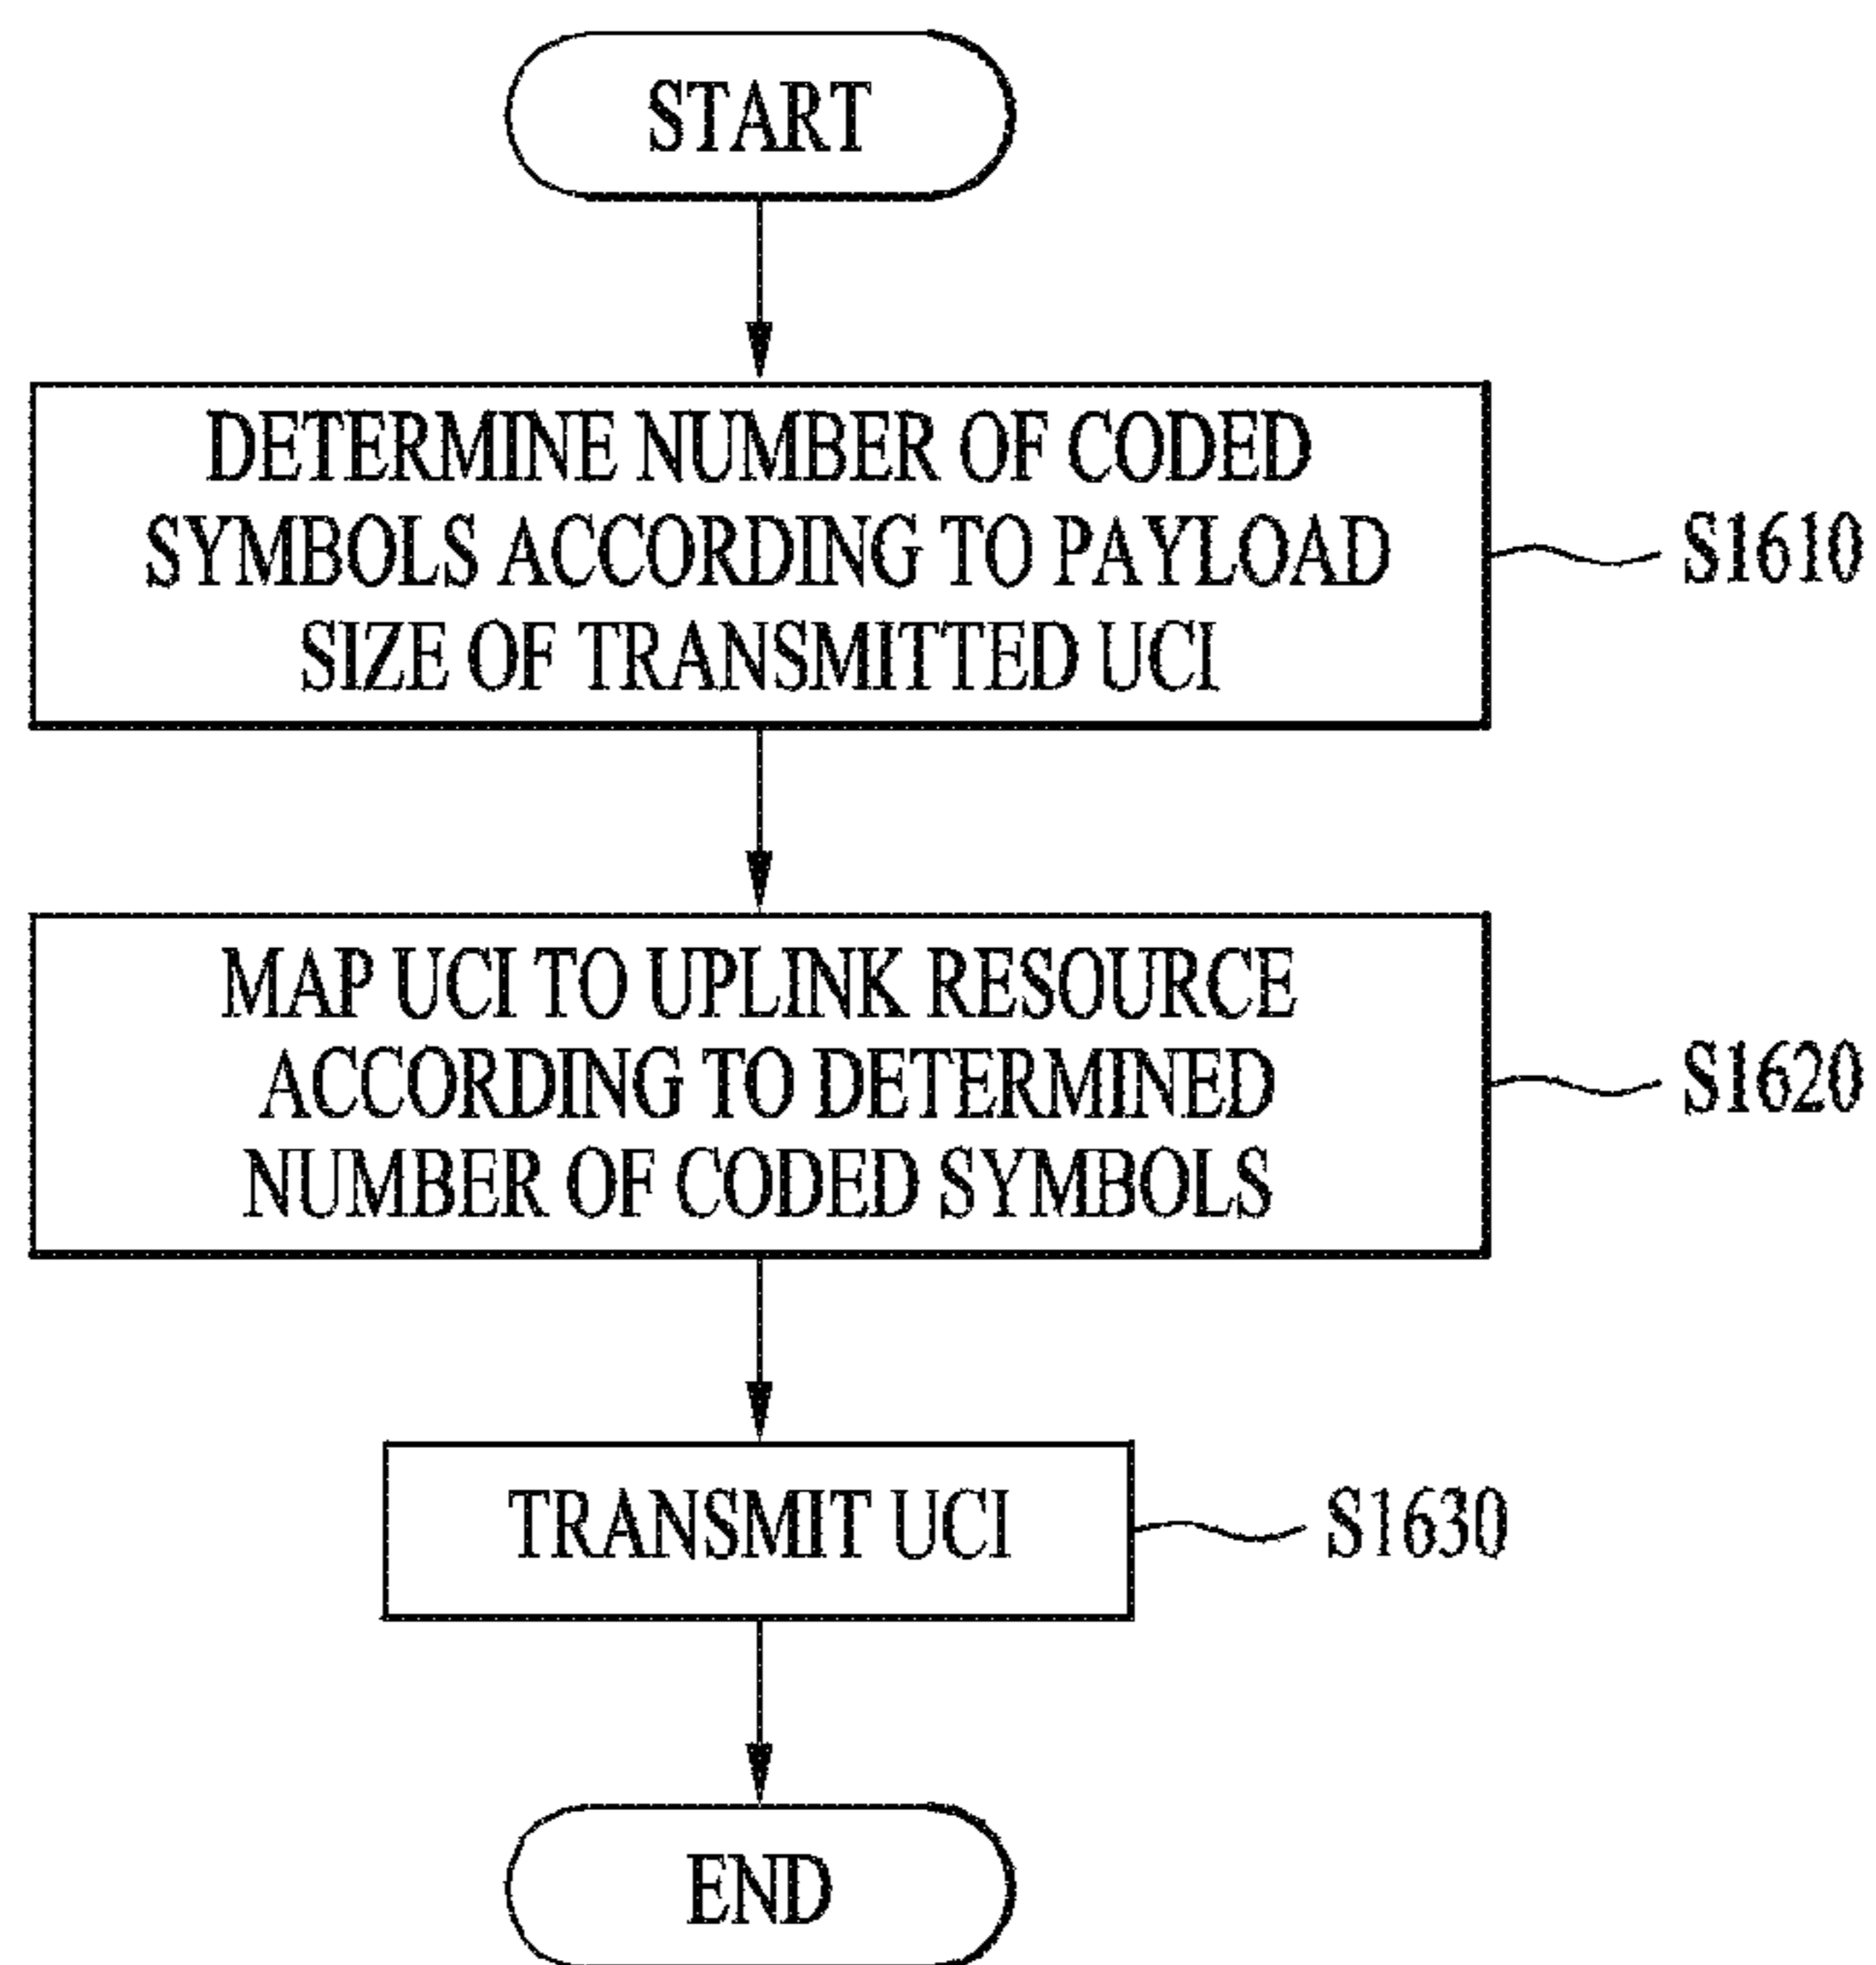 START
DETERMINE NUMBER OF CODED
SYMBOLS ACCORDING TO PAYLOAD
SIZE OF TRANSMITTED UCI
S1610
MAP UCI TO UPLINK RESOURCE
ACCORDING TO DETERMINED
NUMBER OF CODED SYMBOLS
S1620
TRANSMIT UCI
S1630
END